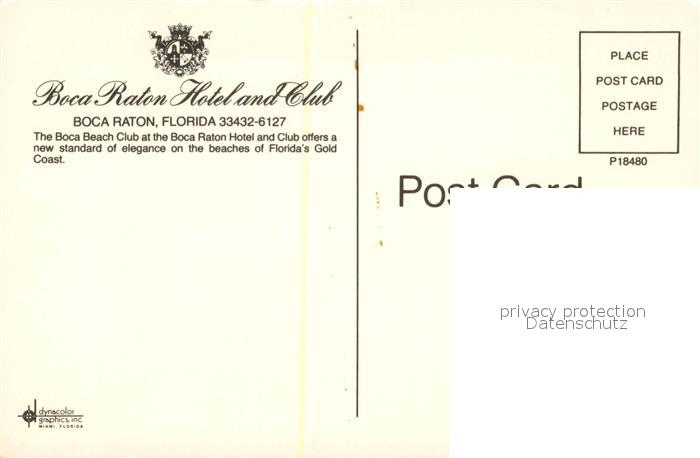 Boca Raton Hotel and Club
BOCA RATON, FLORIDA 33432-6127
The Boca Beach Club at the Boca Raton Hotel and Club offers a
new standard of elegance on the beaches of Florida's Gold
Coast.
PLACE
POST CARD
POSTAGE
HERE
P18480
Post Card
privacy protection
Datenschutz
dynacolor
graphics, inc.
MIAMI, FLORIDA